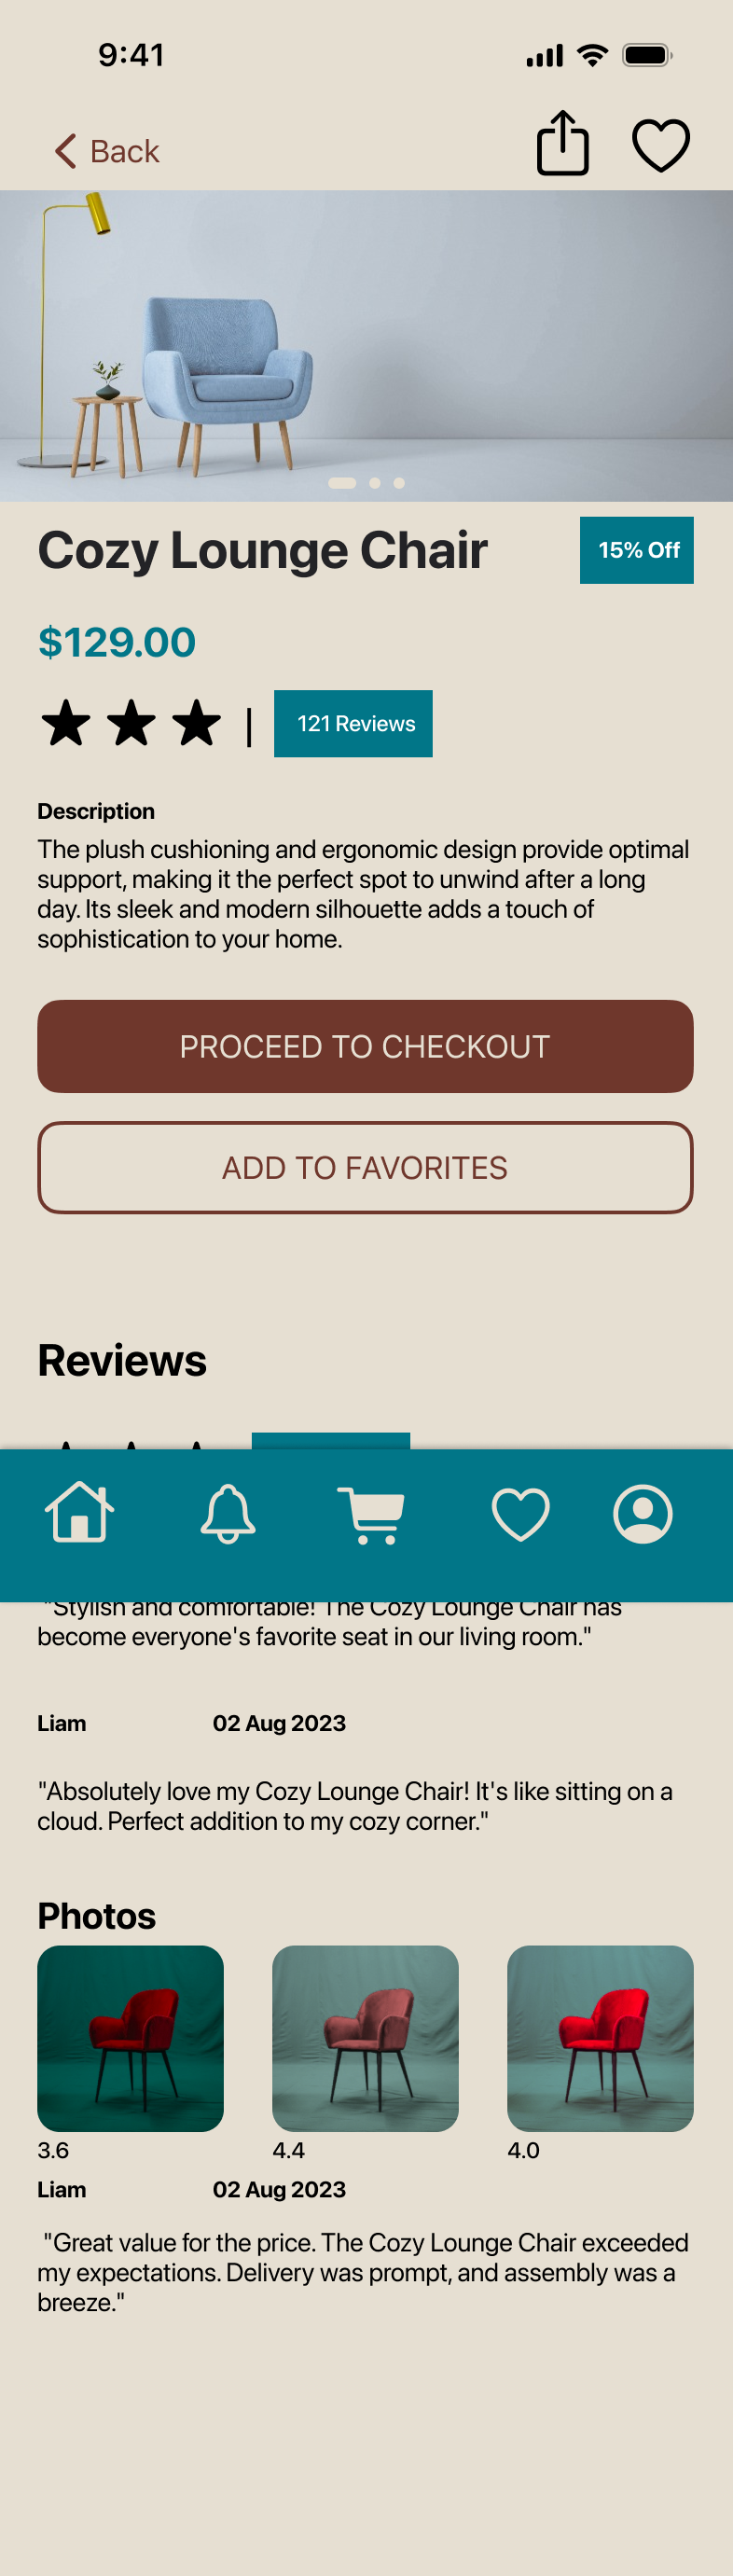 9:41
Back
Cozy Lounge Chair
15% Off
$129.00
121 Reviews
Description
The plush cushioning and ergonomic design provide optimal
support, making it the perfect spot to unwind after a long
day. Its sleek and modern silhouette adds a touch of
sophistication to your home.
PROCEED TO CHECKOUT
ADD TO FAVORITES
Reviews
"Stylish and comfortable! The Cozy Lounge Chair has
become everyone's favorite seat in our living room."
Liam 02 Aug 2023
"Absolutely love my Cozy Lounge Chair! It's like sitting on a
cloud. Perfect addition to my cozy corner."
Photos
3.6 4.4 4.0
Liam 02 Aug 2023
"Great value for the price. The Cozy Lounge Chair exceeded
my expectations. Delivery was prompt, and assembly was a
breeze."